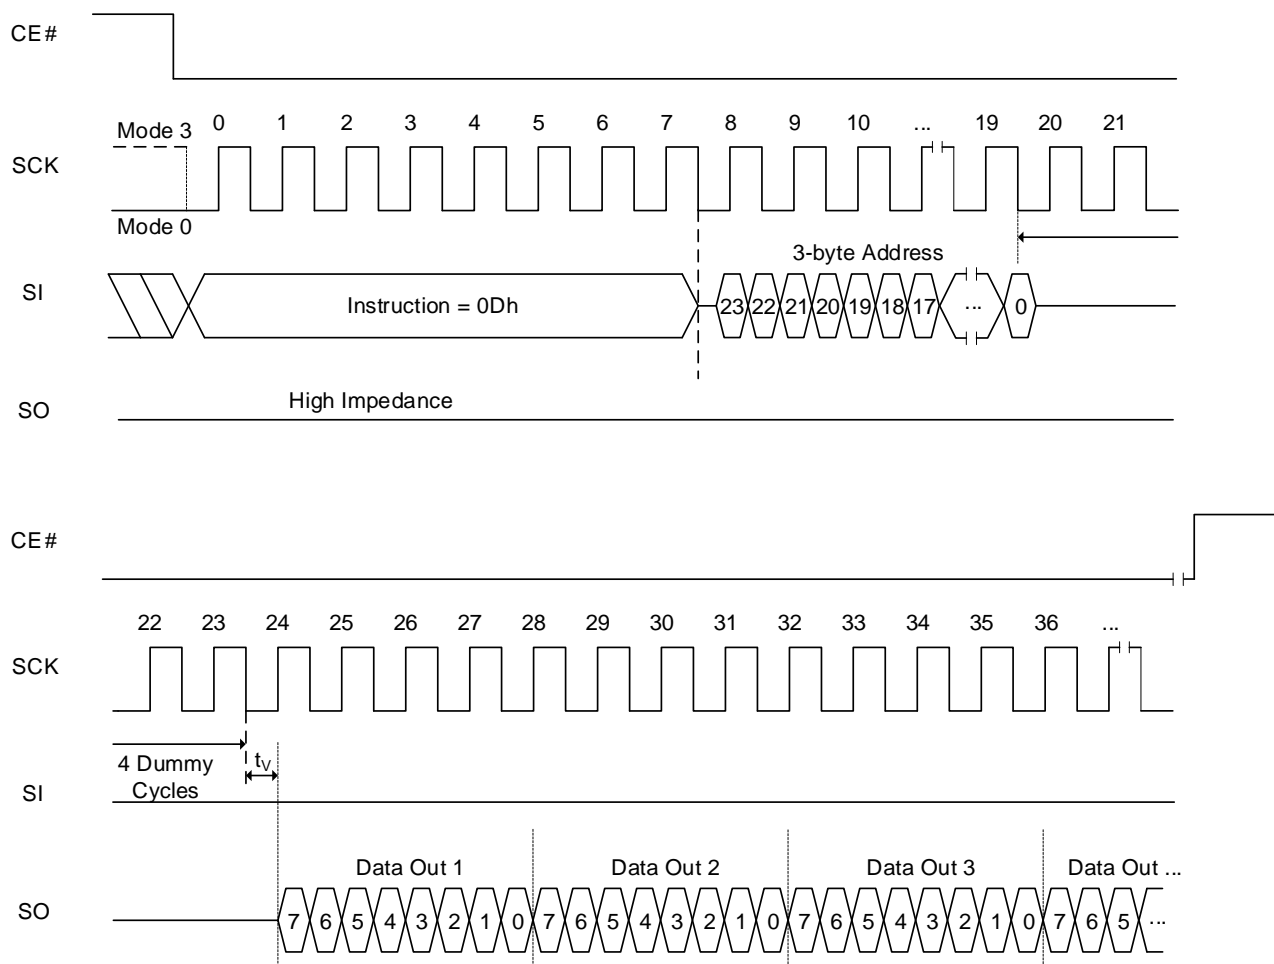 CE#
Mode 3 0 1 2 3 4 5 6 7 8 9 10 ... 19 20 21
SCK
Mode 0
3-byte Address
SI
Instruction = 0Dh
23 22 21 20 19 18 17 ... 0
SO
High Impedance
CE#
22 23 24 25 26 27 28 29 30 31 32 33 34 35 36 ...
SCK
4 Dummy
Cycles
tV
SI
Data Out 1 Data Out 2 Data Out 3 Data Out ...
SO
7 6 5 4 3 2 1 0 7 6 5 4 3 2 1 0 7 6 5 4 3 2 1 0 7 6 5 ...